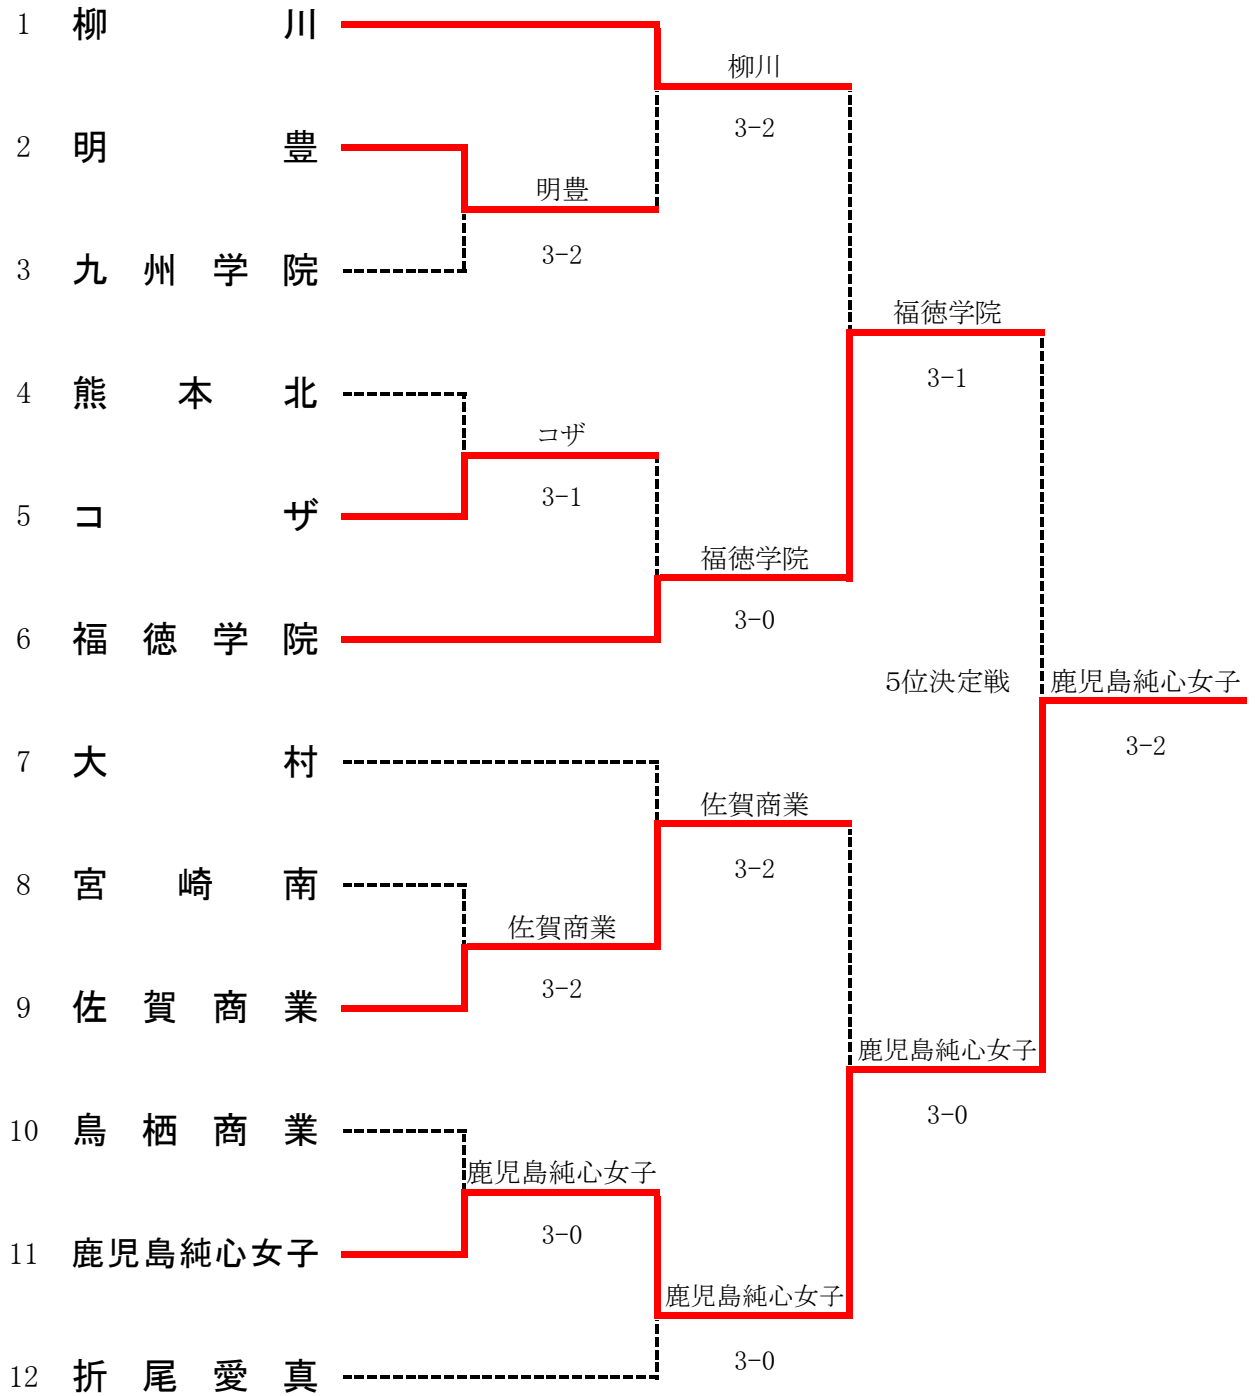 1 柳川
柳川
3-2
2 明豊
明豊
3-2
3 九州学院
福徳学院
3-1
4 熊本北
コザ
3-1
5 コザ
福徳学院
3-0
6 福徳学院
5位決定戦
鹿児島純心女子
3-2
7 大村
佐賀商業
3-2
8 宮崎南
佐賀商業
3-2
9 佐賀商業
鹿児島純心女子
3-0
10 鳥栖商業
鹿児島純心女子
3-0
11 鹿児島純心女子
鹿児島純心女子
3-0
12 折尾愛真